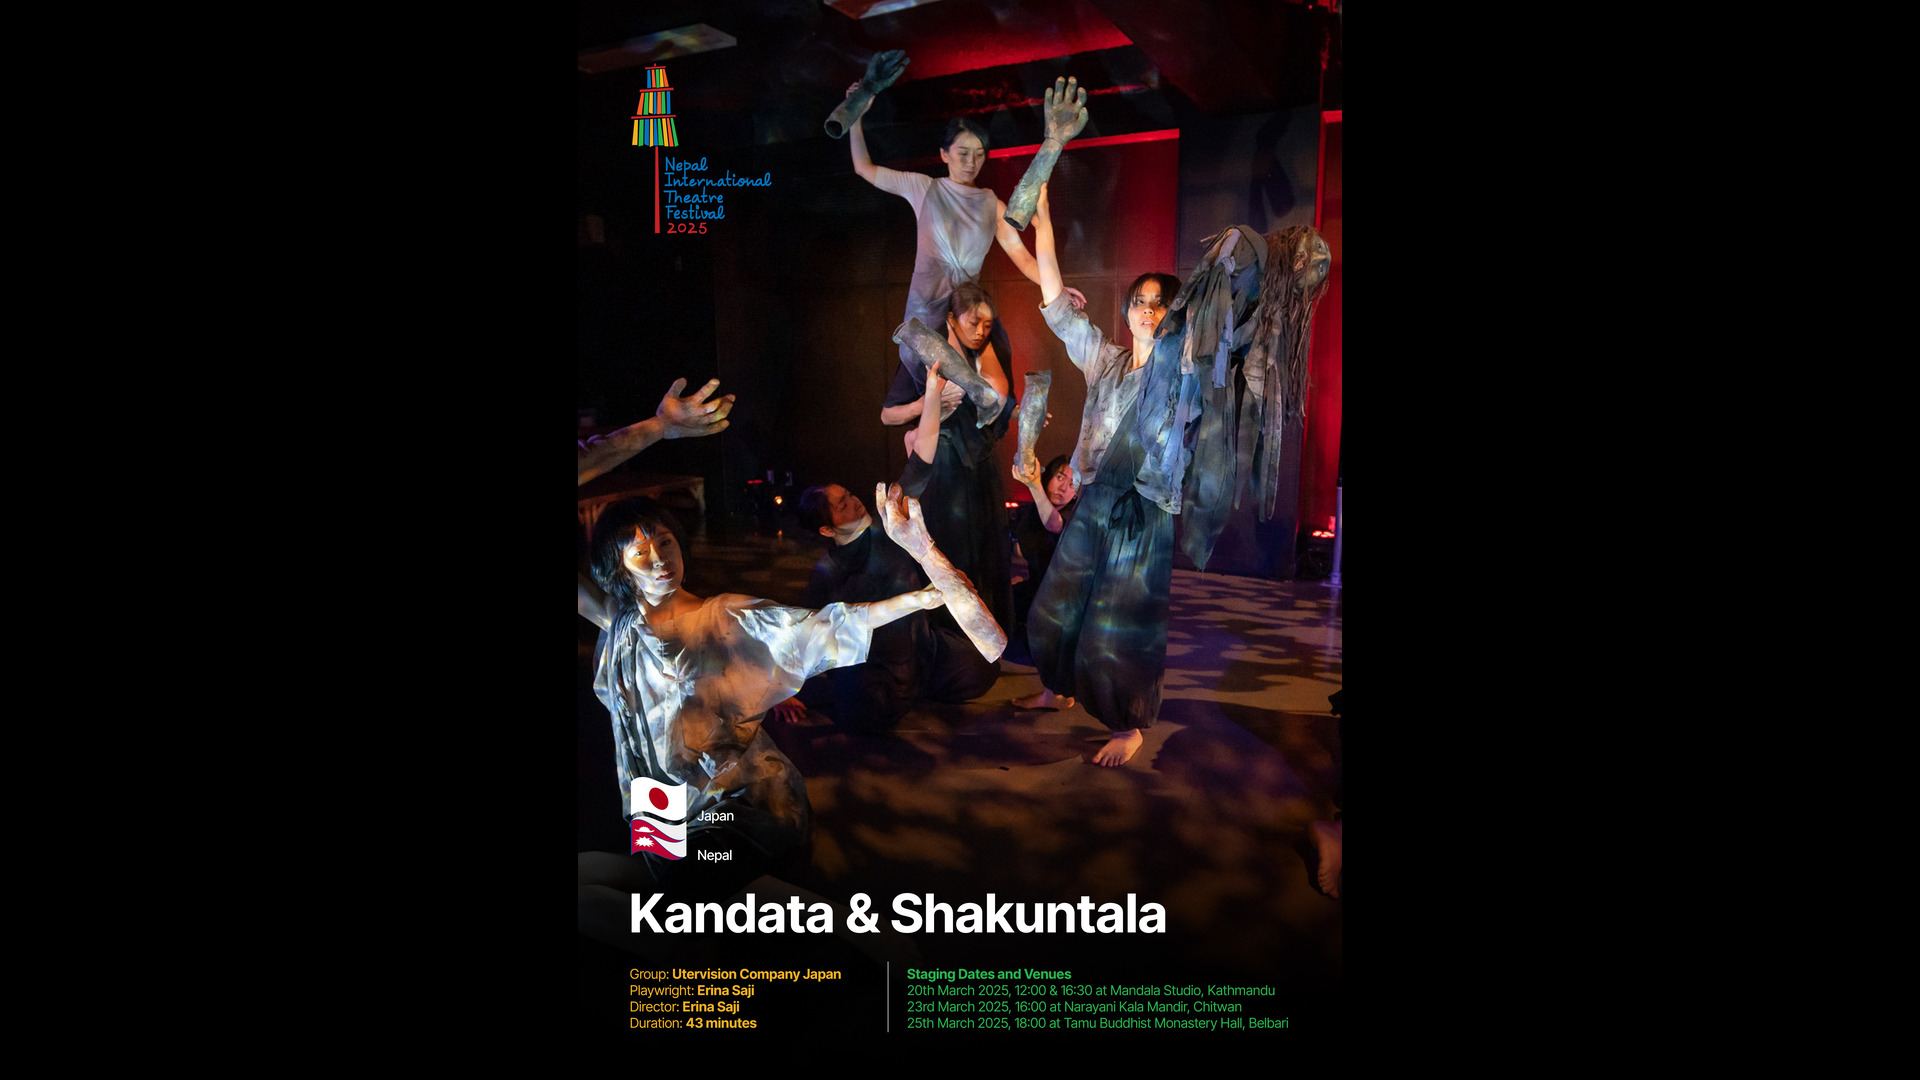 Nepal
International
Theatre
Festival
2025
Japan
Nepal
Kandata & Shakuntala
Group: Utervision Company Japan
Playwright: Erina Saji
Director: Erina Saji
Duration: 43 minutes
Staging Dates and Venues
20th March 2025, 12:00 & 16:30 at Mandala Studio, Kathmandu
23rd March 2025, 16:00 at Narayani Kala Mandir, Chitwan
25th March 2025, 18:00 at Tamu Buddhist Monastery Hall, Belbari